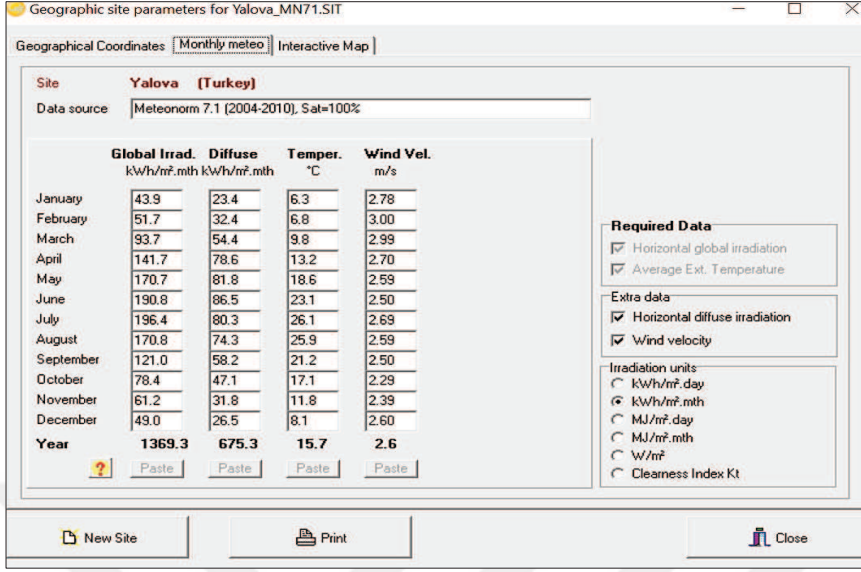 Geographic site parameters for Yalova_MN71.SIT
Geographical Coordinates Monthly meteo Interactive Map
Site Yalova (Turkey)
Data source Meteonorm 7.1 (2004-2010), Sat=100%
Global Irrad. Diffuse Temper. Wind Vel.
kWh/m².mth kWh/m².mth °C m/s
January 43.9 23.4 6.3 2.78
February 51.7 32.4 6.8 3.00
March 93.7 54.4 9.8 2.99
April 141.7 78.6 13.2 2.70
May 170.7 81.8 18.6 2.59
June 190.8 86.5 23.1 2.50
July 196.4 80.3 26.1 2.69
August 170.8 74.3 25.9 2.59
September 121.0 58.2 21.2 2.50
October 78.4 47.1 17.1 2.29
November 61.2 31.8 11.8 2.39
December 49.0 26.5 8.1 2.60
Year 1369.3 675.3 15.7 2.6
? Paste Paste Paste Paste
Required Data
Horizontal global irradiation
Average Ext. Temperature
Extra data
Horizontal diffuse irradiation
Wind velocity
Irradiation units
kWh/m².day
kWh/m².mth
MJ/m².day
MJ/m².mth
W/m²
Clearness Index Kt
New Site Print Close